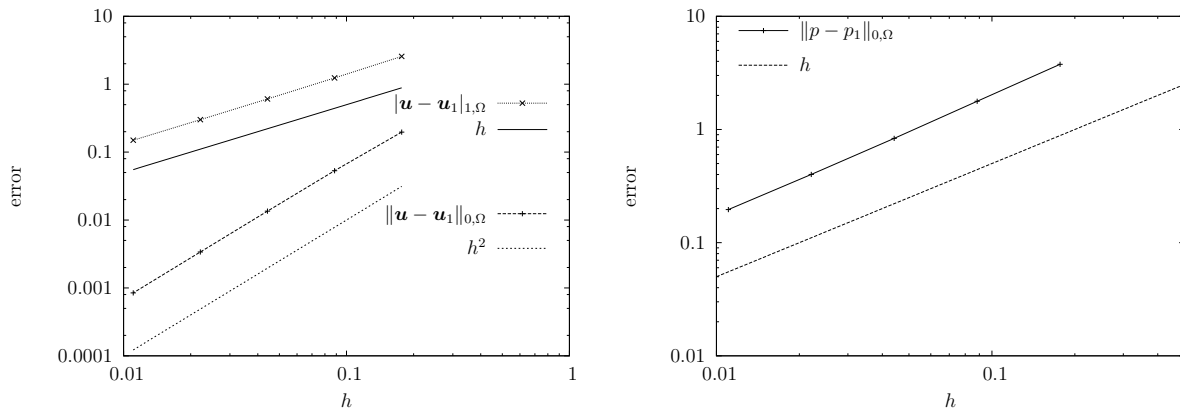 10
1
0.1
0.01
0.001
0.0001
error
0.01
0.1
1
h
|u − u₁|₁,Ω
h
‖u − u₁‖₀,Ω
h²
10
1
0.1
0.01
error
0.01
0.1
h
‖p − p₁‖₀,Ω
h